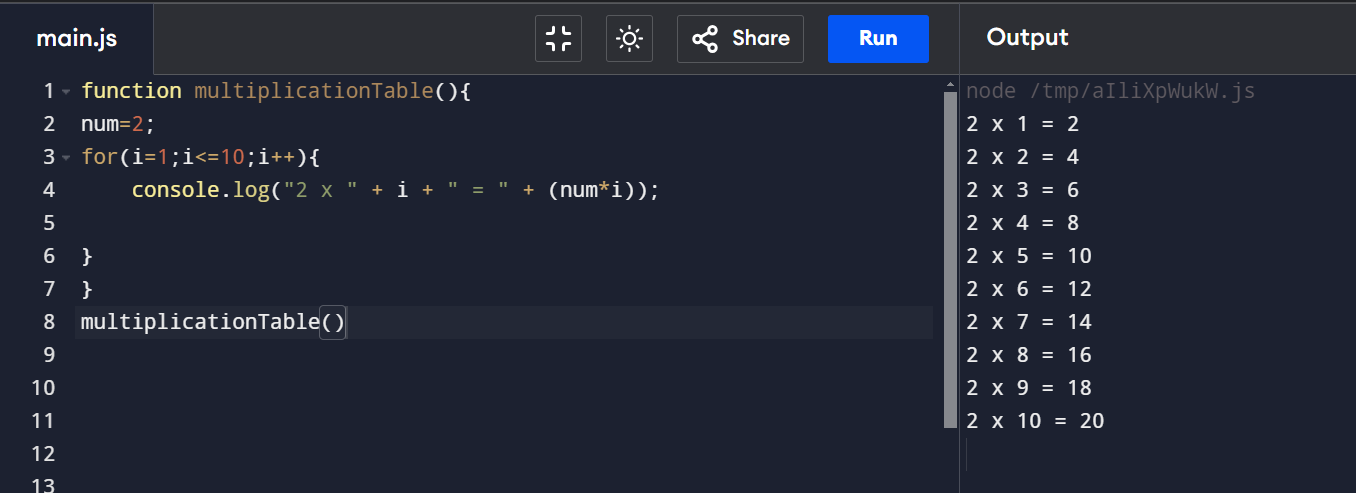 main.js
Share
Run
Output
1 function multiplicationTable(){
2 num=2;
3 for(i=1;i<=10;i++){
4     console.log("2 x " + i + " = " + (num*i));
5
6 }
7 }
8 multiplicationTable()
9
10
11
12
13
node /tmp/aIliXpWukW.js
2 x 1 = 2
2 x 2 = 4
2 x 3 = 6
2 x 4 = 8
2 x 5 = 10
2 x 6 = 12
2 x 7 = 14
2 x 8 = 16
2 x 9 = 18
2 x 10 = 20